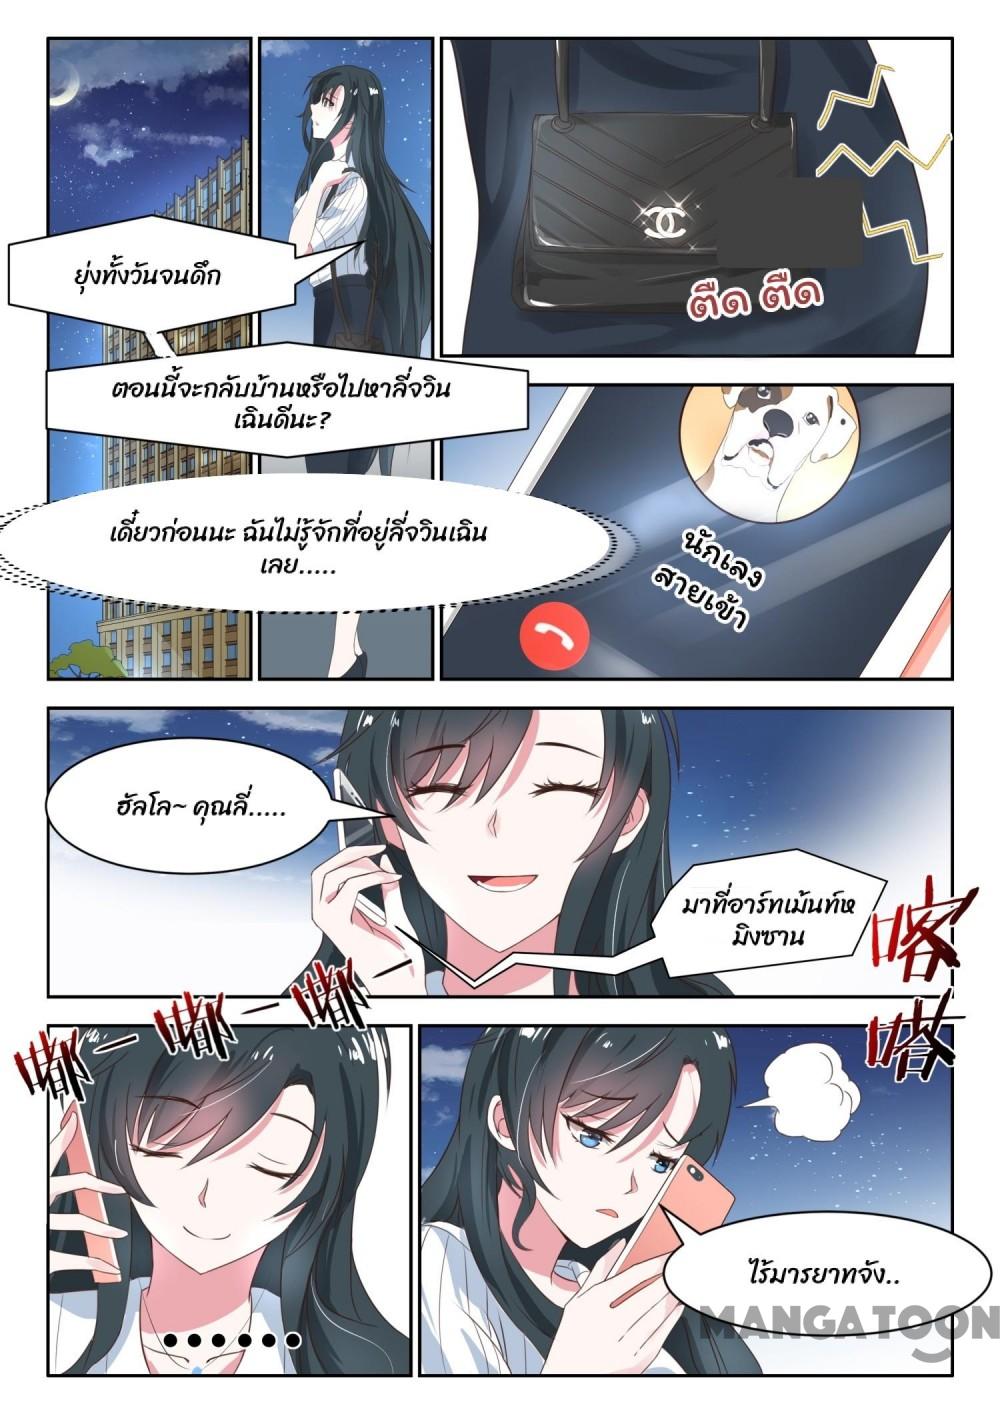 ยุ่งทั้งวันจนดึก
ตืด ตืด
ตอนนี้จะกลับบ้านหรือไปหาลี่จวิน
เฉินดีนะ?
เดี๋ยวก่อนนะ ฉันไม่รู้จักที่อยู่ลี่จวินเฉิน
เลย.....
นักเลง
สายเข้า
ฮัลโล~ คุณลี่.....
มาที่อาร์ทเม้นท์ห
มิงซาน
喀
嗒
嘟－嘟－嘟－
......
ไร้มารยาทจัง..
MANGATOON